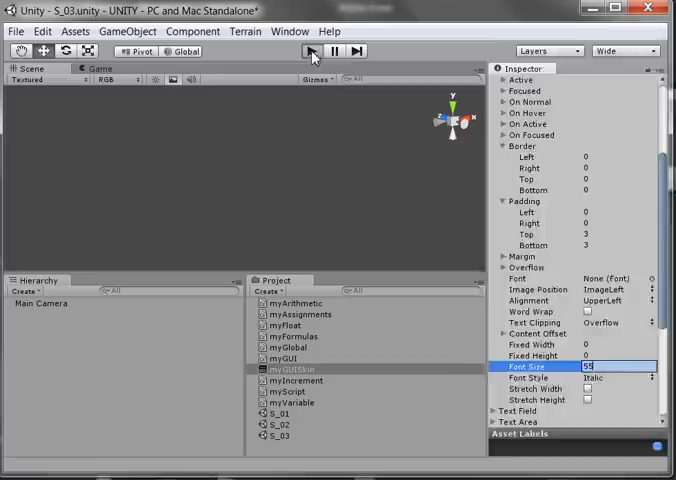 Unity - S_03.unity - UNITY - PC and Mac Standalone*
File Edit Assets GameObject Component Terrain Window Help
Pivot Global Layers Wide
Scene Game
Textured RGB Gizmos All
y
z x
Inspector
Active
Focused
On Normal
On Hover
On Active
On Focused
Border
Left 0
Right 0
Top 0
Bottom 0
Padding
Left 0
Right 0
Top 3
Bottom 3
Margin
Overflow
Font None (Font)
Image Position ImageLeft
Alignment UpperLeft
Word Wrap
Text Clipping Overflow
Content Offset
Fixed Width 0
Fixed Height 0
Font Size 55
Font Style Italic
Stretch Width
Stretch Height
Text Field
Text Area
Asset Labels
Hierarchy
Create All
Main Camera
Project
Create All
myArithmetic
myAssignments
myFloat
myFormulas
myGlobal
myGUI
myGUISkin
myIncrement
myScript
myVariable
S_01
S_02
S_03